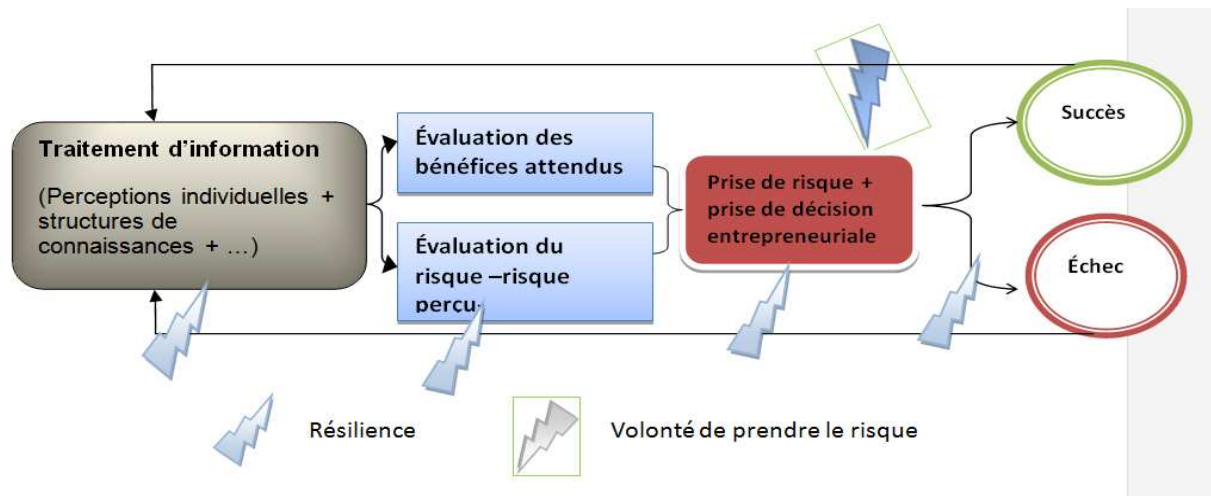 Traitement d'information
(Perceptions individuelles +
structures de
connaissances + …)
Évaluation des
bénéfices attendus
Évaluation du
risque –risque
perçu-
Prise de risque +
prise de décision
entrepreneuriale
Succès
Échec
Résilience
Volonté de prendre le risque